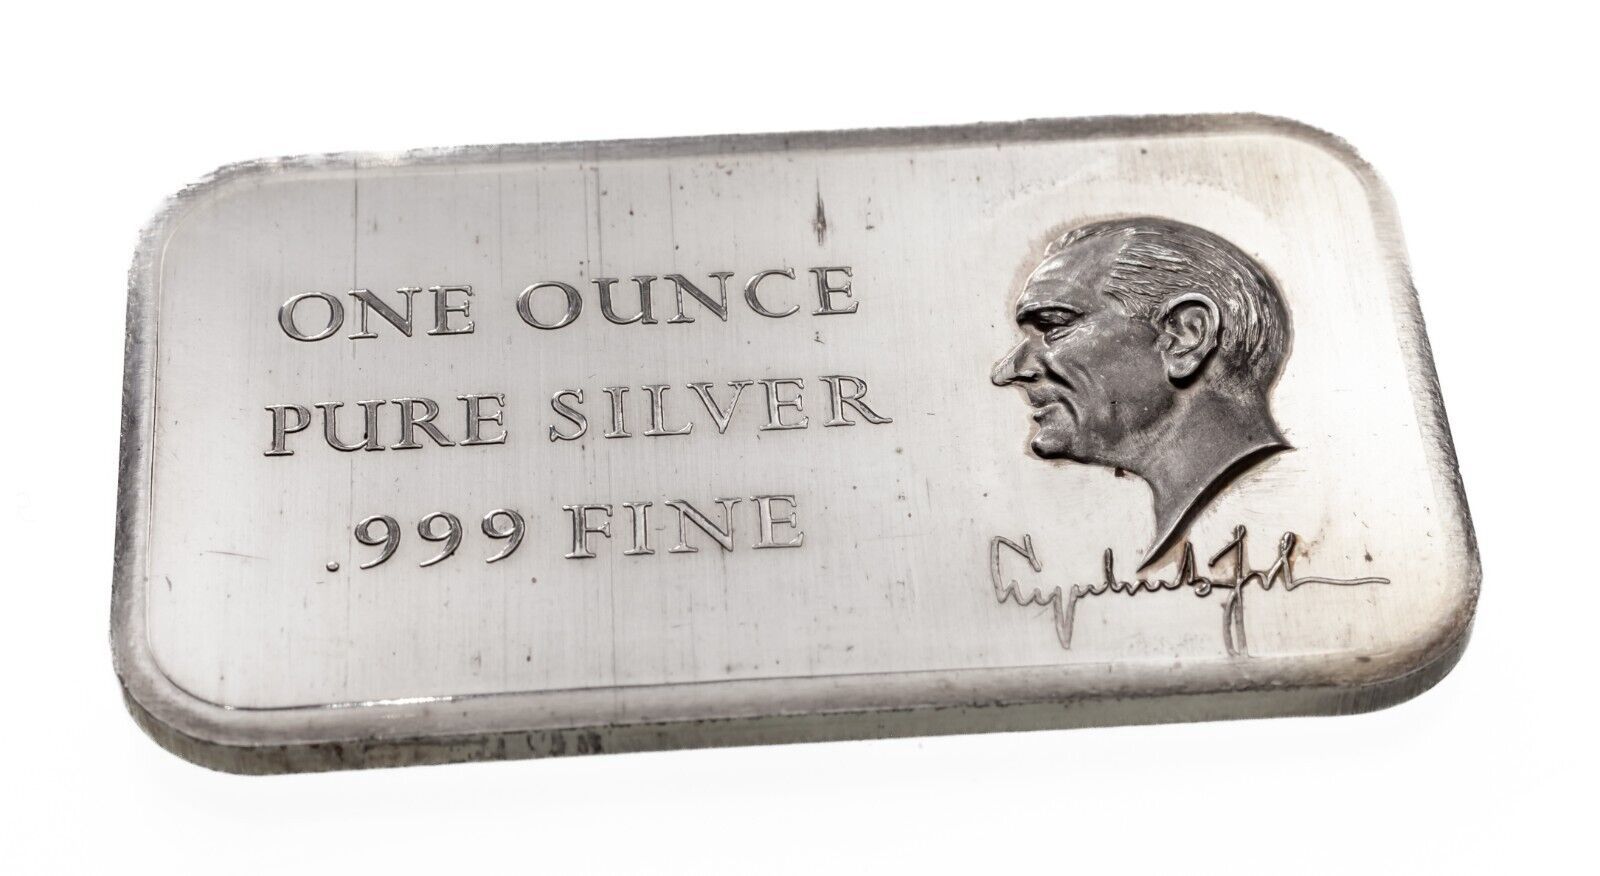 ONE OUNCE
PURE SILVER
.999 FINE